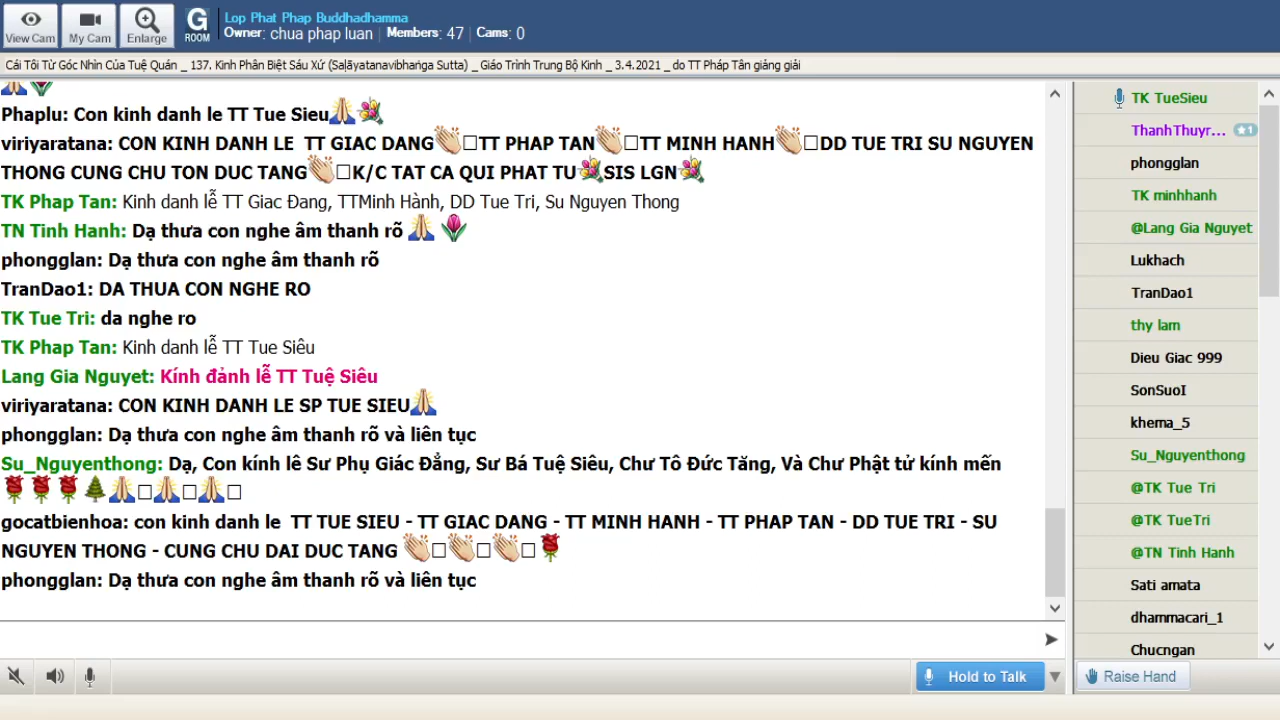 Lop Phat Phap Buddhadhamma
View Cam
My Cam
Enlarge
G
ROOM
Owner: chua phap luan
Members: 47
Cams: 0
Cái Tôi Từ Góc Nhìn Của Tuệ Quán _ 137. Kinh Phân Biệt Sáu Xứ (Saḷāyatanavibhaṅga Sutta) _ Giáo Trình Trung Bộ Kinh _ 3.4.2021 _ do TT Pháp Tân giảng giải
Phaplu: Con kinh danh le TT Tue Sieu
viriyaratana: CON KINH DANH LE TT GIAC DANG TT PHAP TAN TT MINH HANH DD TUE TRI SU NGUYEN
THONG CUNG CHU TON DUC TANG K/C TAT CA QUI PHAT TU SIS LGN
TK Phap Tan: Kinh danh lễ TT Giac Đang, TTMinh Hành, DD Tue Tri, Su Nguyen Thong
TN Tinh Hanh: Dạ thưa con nghe âm thanh rõ
phongglan: Dạ thưa con nghe âm thanh rõ
TranDao1: DA THUA CON NGHE RO
TK Tue Tri: da nghe ro
TK Phap Tan: Kinh danh lễ TT Tue Siêu
Lang Gia Nguyet: Kính đảnh lễ TT Tuệ Siêu
viriyaratana: CON KINH DANH LE SP TUE SIEU
phongglan: Dạ thưa con nghe âm thanh rõ và liên tục
Su_Nguyenthong: Dạ, Con kính lê Sư Phụ Giác Đẳng, Sư Bá Tuệ Siêu, Chư Tô Đức Tăng, Và Chư Phật tử kính mến
gocatbienhoa: con kinh danh le TT TUE SIEU - TT GIAC DANG - TT MINH HANH - TT PHAP TAN - DD TUE TRI - SU
NGUYEN THONG - CUNG CHU DAI DUC TANG
phongglan: Dạ thưa con nghe âm thanh rõ và liên tục
TK TueSieu
ThanhThuyr... 1
phongglan
TK minhhanh
@Lang Gia Nguyet
Lukhach
TranDao1
thy lam
Dieu Giac 999
SonSuoI
khema_5
Su_Nguyenthong
@TK Tue Tri
@TK TueTri
@TN Tinh Hanh
Sati amata
dhammacari_1
Chucngan
Hold to Talk
Raise Hand